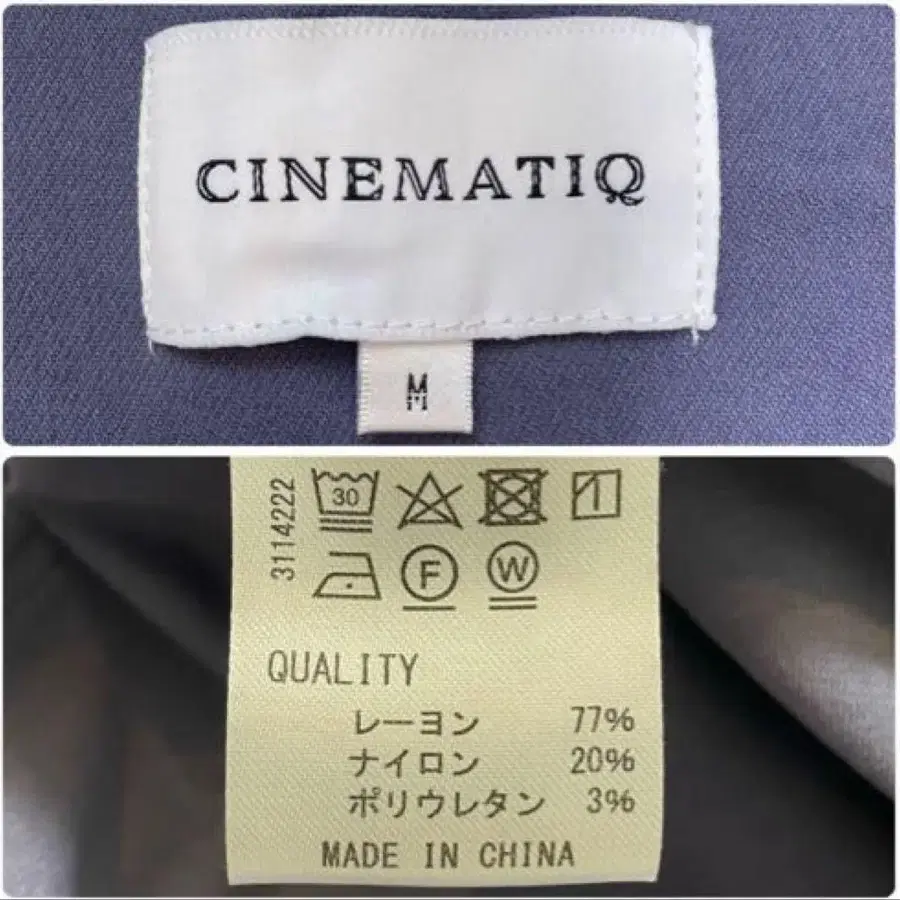 CINEMATIQ
M
3114222
30
F W
QUALITY
レーヨン 77%
ナイロン 20%
ポリウレタン 3%
MADE IN CHINA